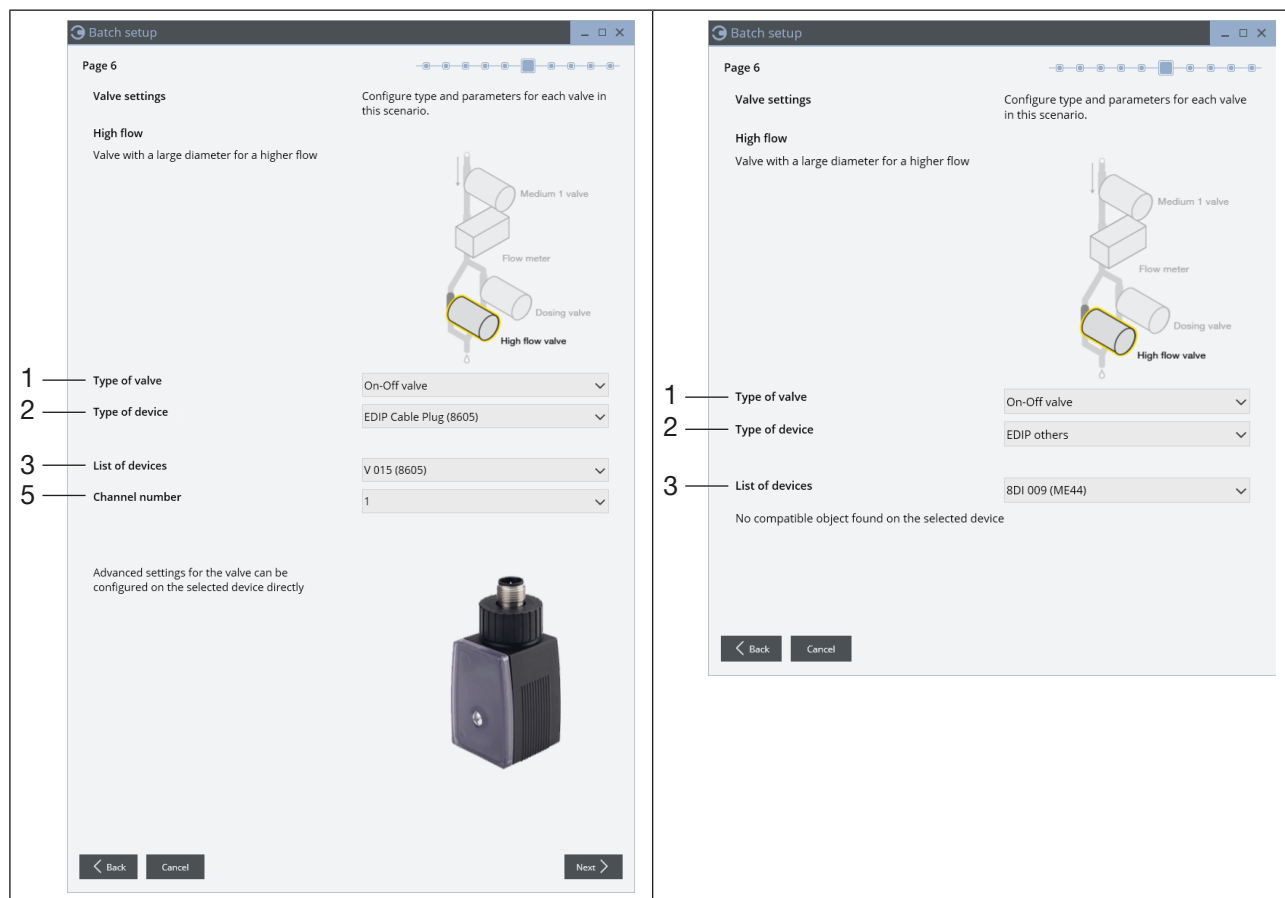 Batch setup
Page 6
Valve settings
Configure type and parameters for each valve in
this scenario.
High flow
Valve with a large diameter for a higher flow
Medium 1 valve
Flow meter
Dosing valve
High flow valve
1 Type of valve On-Off valve
2 Type of device EDIP Cable Plug (8605)
3 List of devices V 015 (8605)
5 Channel number 1
Advanced settings for the valve can be
configured on the selected device directly
Back Cancel Next
Batch setup
Page 6
Valve settings
Configure type and parameters for each valve
in this scenario.
High flow
Valve with a large diameter for a higher flow
Medium 1 valve
Flow meter
Dosing valve
High flow valve
1 Type of valve On-Off valve
2 Type of device EDIP others
3 List of devices 8DI 009 (ME44)
No compatible object found on the selected device
Back Cancel